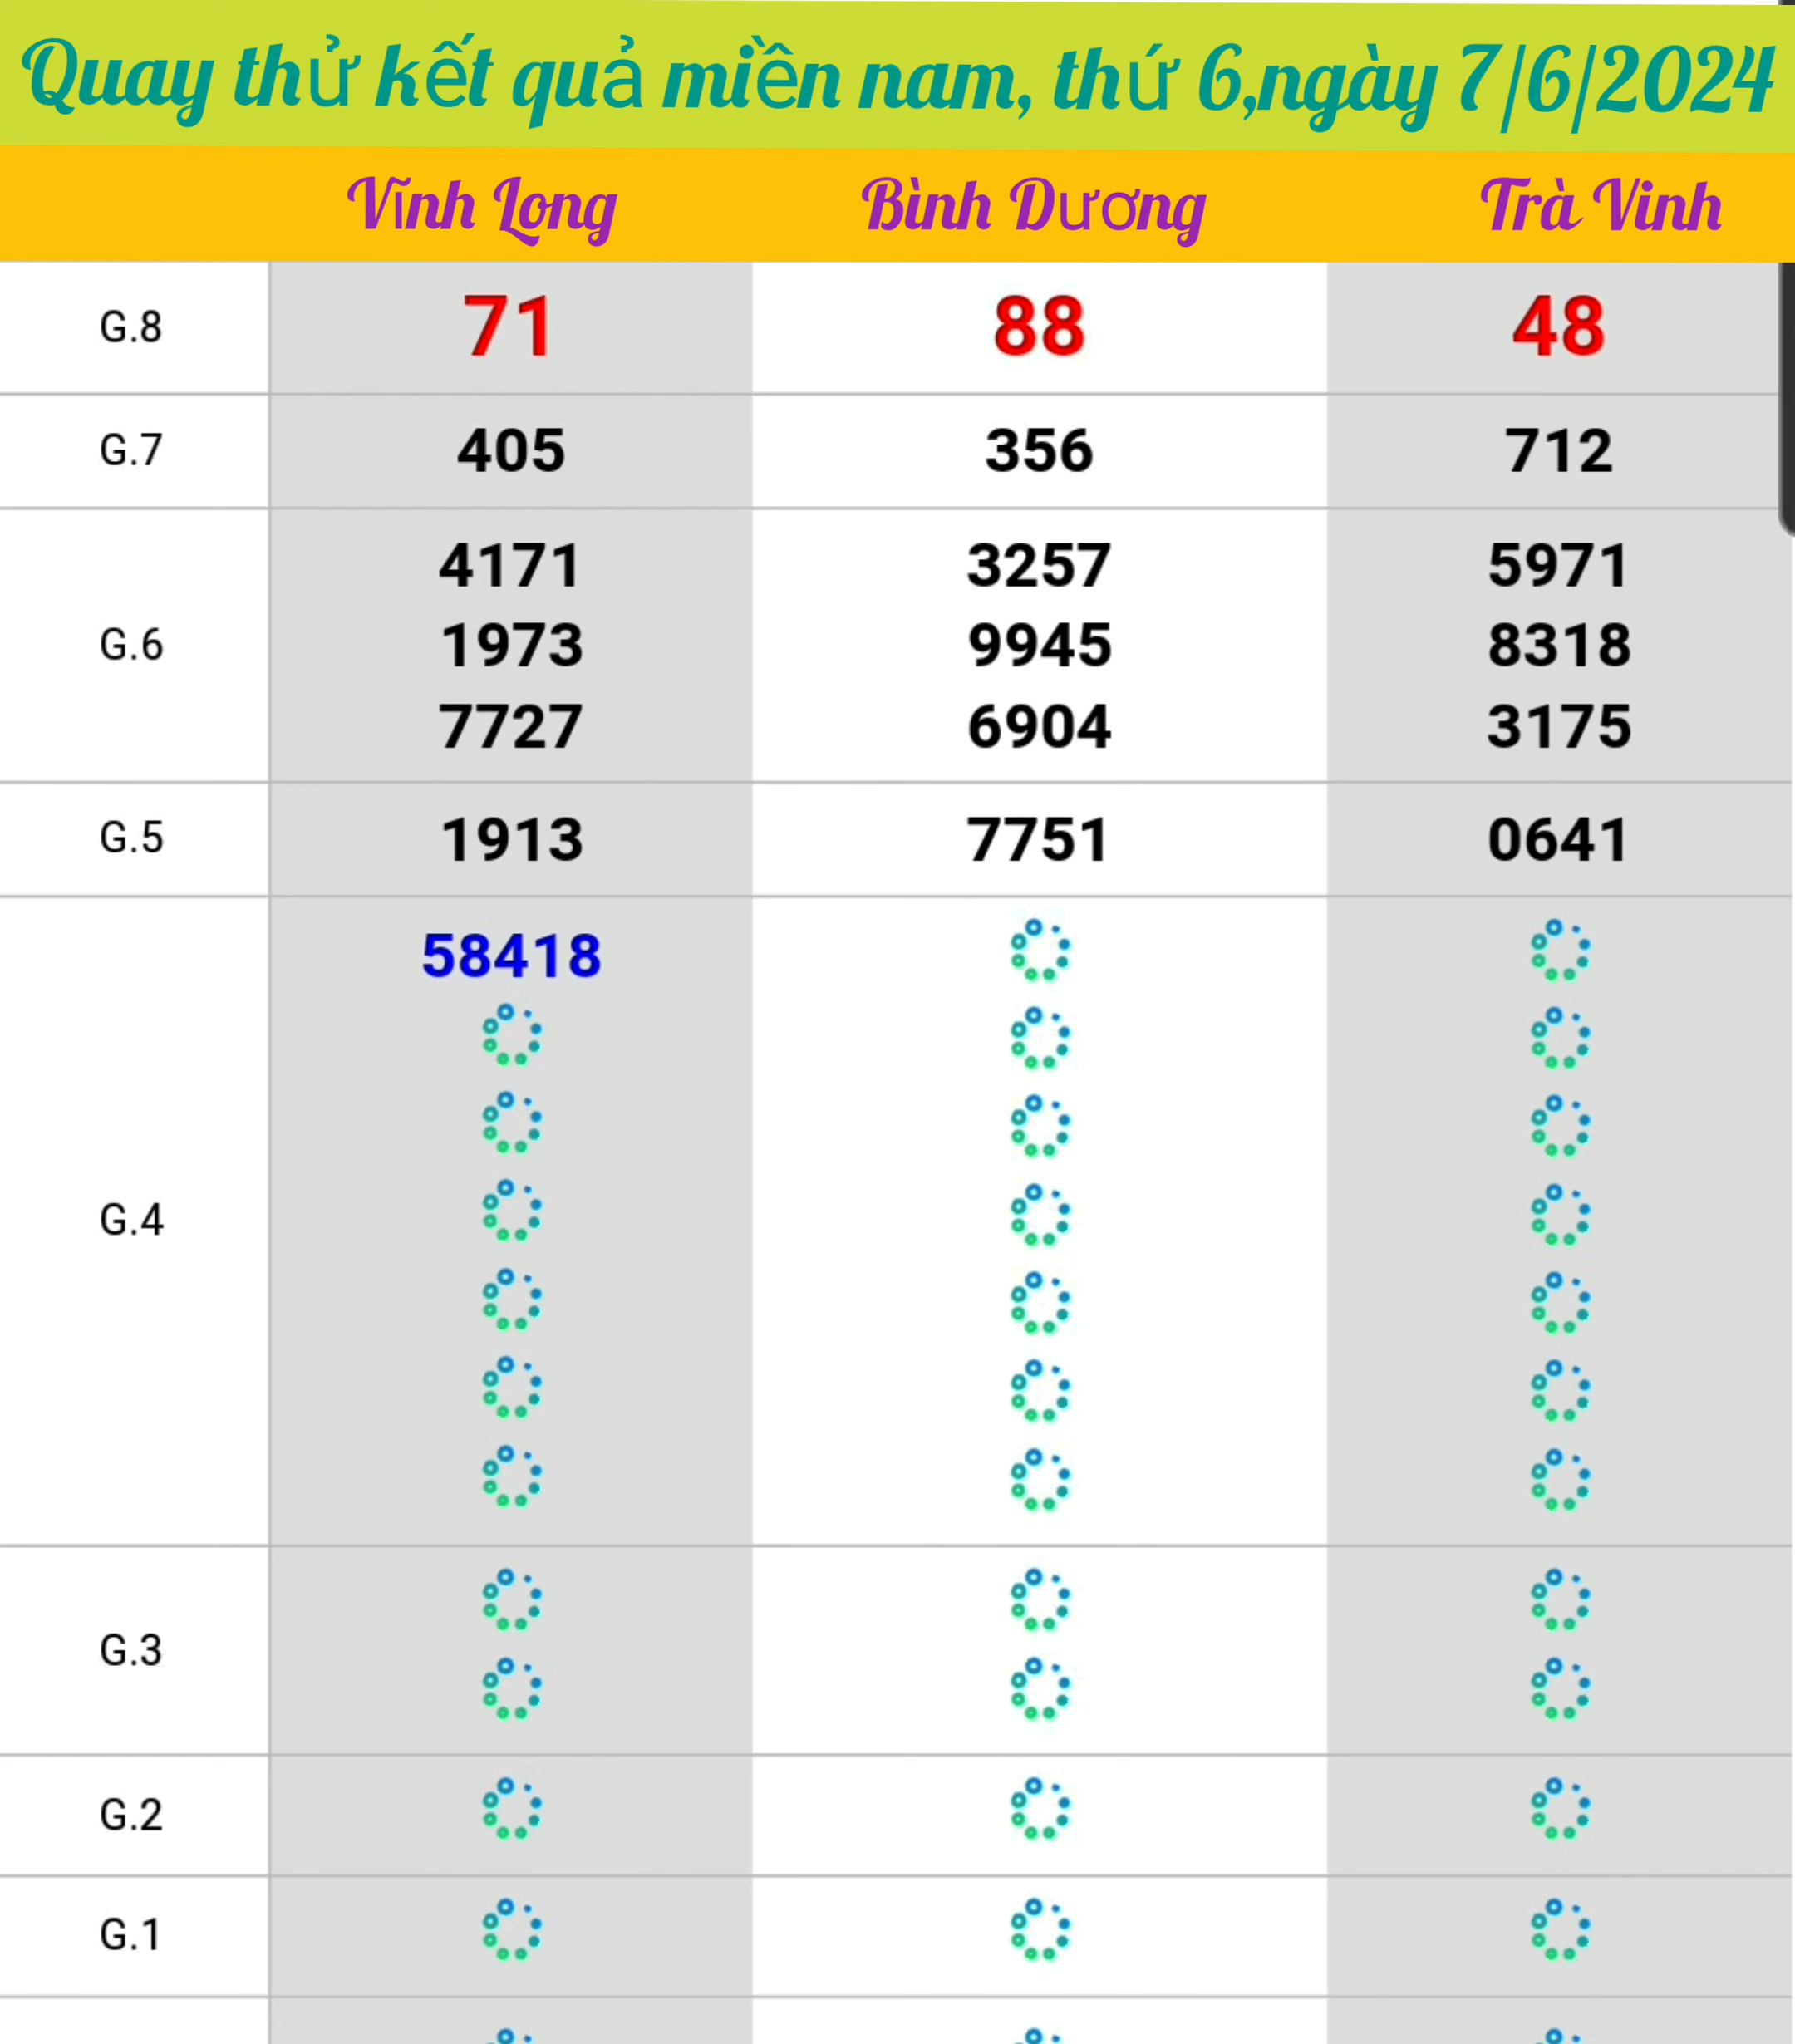 Quay thử kết quả miền nam, thứ 6,ngày 7/6/2024
Vĩnh Long Bình Dương Trà Vinh
G.8 71 88 48
G.7 405 356 712
4171 3257 5971
G.6 1973 9945 8318
7727 6904 3175
G.5 1913 7751 0641
58418
G.4
G.3
G.2
G.1